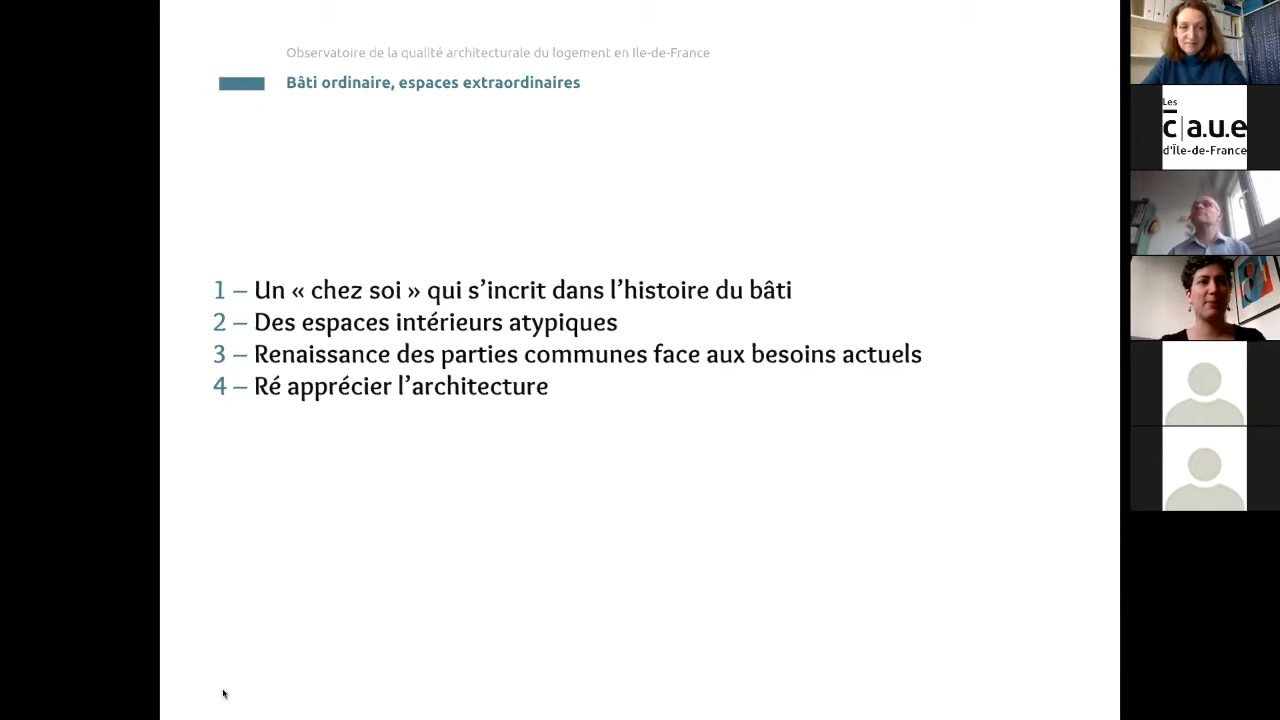 Observatoire de la qualité architecturale du logement en Ile-de-France
Bâti ordinaire, espaces extraordinaires
1 – Un « chez soi » qui s’incrit dans l’histoire du bâti
2 – Des espaces intérieurs atypiques
3 – Renaissance des parties communes face aux besoins actuels
4 – Ré apprécier l’architecture
Les
c|a.u.e
d'Île-de-France